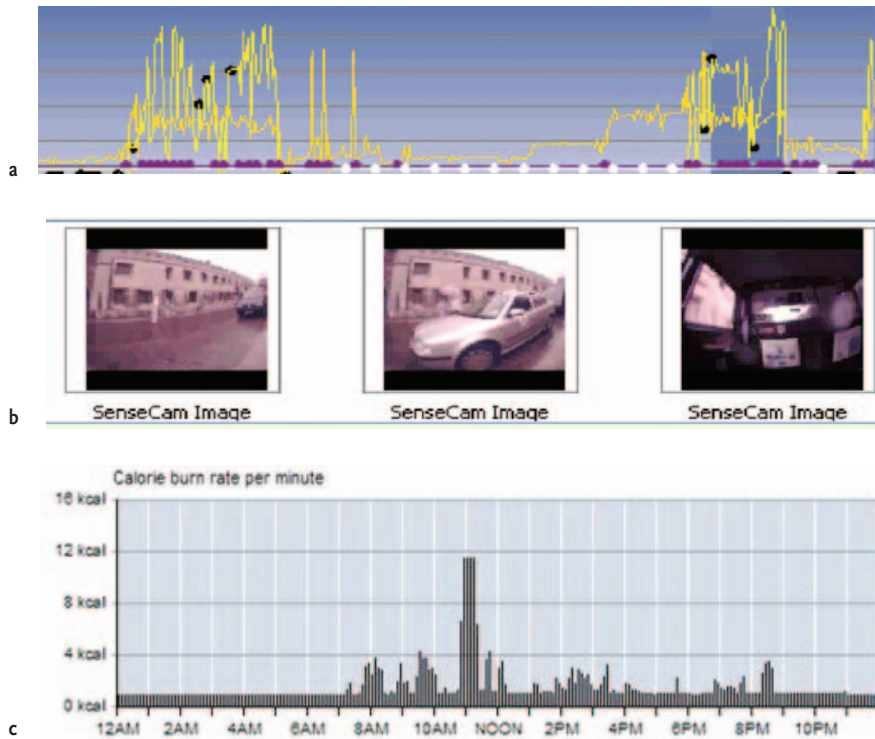 a
SenseCam Image SenseCam Image SenseCam Image
b
Calorie burn rate per minute
16 kcal
12 kcal
8 kcal
4 kcal
0 kcal
12AM 2AM 4AM 6AM 8AM 10AM NOON 2PM 4PM 6PM 8PM 10PM
c